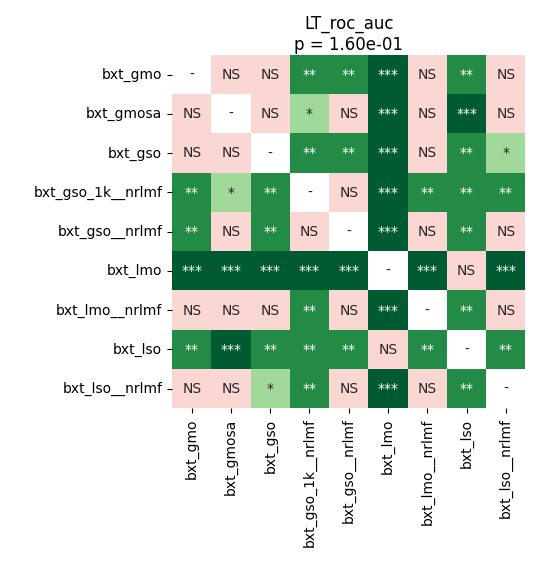 LT_roc_auc
p = 1.60e-01
bxt_gmo - NS NS ** ** *** NS ** NS
bxt_gmosa NS - NS * NS *** NS *** NS
bxt_gso NS NS - ** ** *** NS ** *
bxt_gso_1k__nrlmf ** * ** - NS *** ** ** **
bxt_gso__nrlmf ** NS ** NS - *** NS ** NS
bxt_lmo *** *** *** *** *** - *** NS ***
bxt_lmo__nrlmf NS NS NS ** NS *** - ** NS
bxt_lso ** *** ** ** ** NS ** - **
bxt_lso__nrlmf NS NS * ** NS *** NS ** -
bxt_gmo
bxt_gmosa
bxt_gso
bxt_gso_1k__nrlmf
bxt_gso__nrlmf
bxt_lmo
bxt_lmo__nrlmf
bxt_lso
bxt_lso__nrlmf